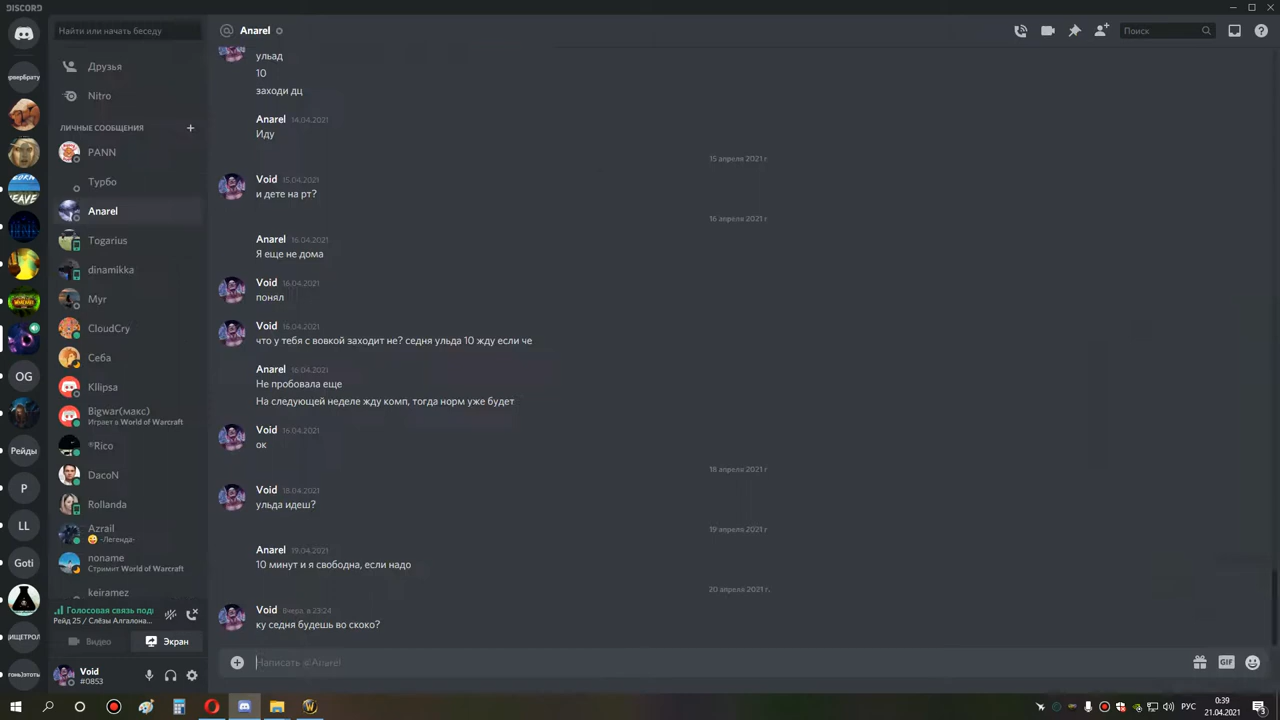 DISCORD
Найти или начать беседу
Друзья
Nitro
ЛИЧНЫЕ СООБЩЕНИЯ
PANN
Турбо
Anarel
Togarius
dinamikka
Myr
CloudCry
Себа
Kllipsa
Bigwar(макс)
Играет в World of Warcraft
*Rico
DacoN
Rollanda
Azrail
-Легенда-
noname
Стримит World of Warcraft
keiramez
Голосовая связь подк
Рейд 25 / Слёзы Алгалона...
Видео
Экран
Void
#0853
OG
Рейды
P
LL
Goti
Anarel
Поиск
ульад
10
заходи дц
Anarel 14.04.2021
Иду
15 апреля 2021 г
Void 15.04.2021
и дете на рт?
16 апреля 2021 г
Anarel 16.04.2021
Я еще не дома
Void 16.04.2021
понял
Void 16.04.2021
что у тебя с вовкой заходит не? седня ульда 10 жду если че
Anarel 16.04.2021
Не пробовала еще
На следующей неделе жду комп, тогда норм уже будет
Void 16.04.2021
ок
18 апреля 2021 г
Void 18.04.2021
ульда идеш?
19 апреля 2021 г
Anarel 19.04.2021
10 минут и я свободна, если надо
20 апреля 2021 г.
Void Вчера, в 23:24
ку седня будешь во скоко?
Написать @Anarel
GIF
РУС
0:39
21.04.2021
3